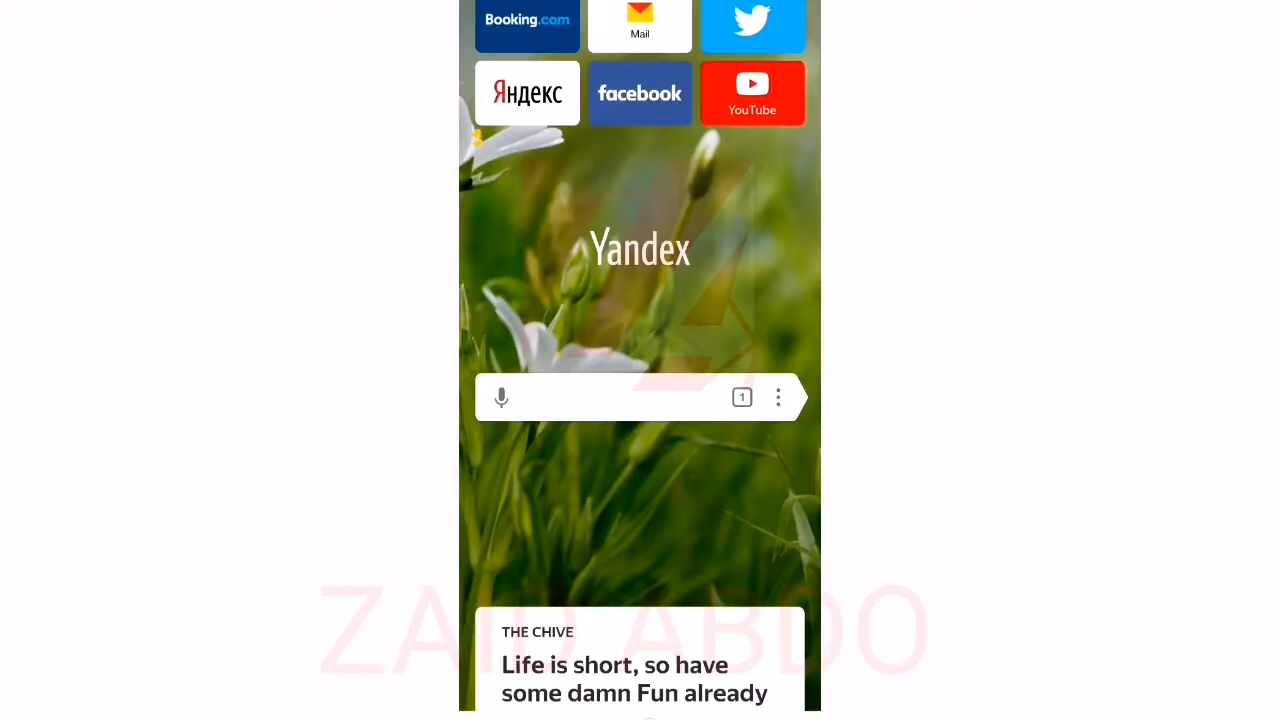 Booking.com
Mail
Яндекс
facebook
YouTube
Yandex
1
ZAID ABDO
THE CHIVE
Life is short, so have
some damn Fun already